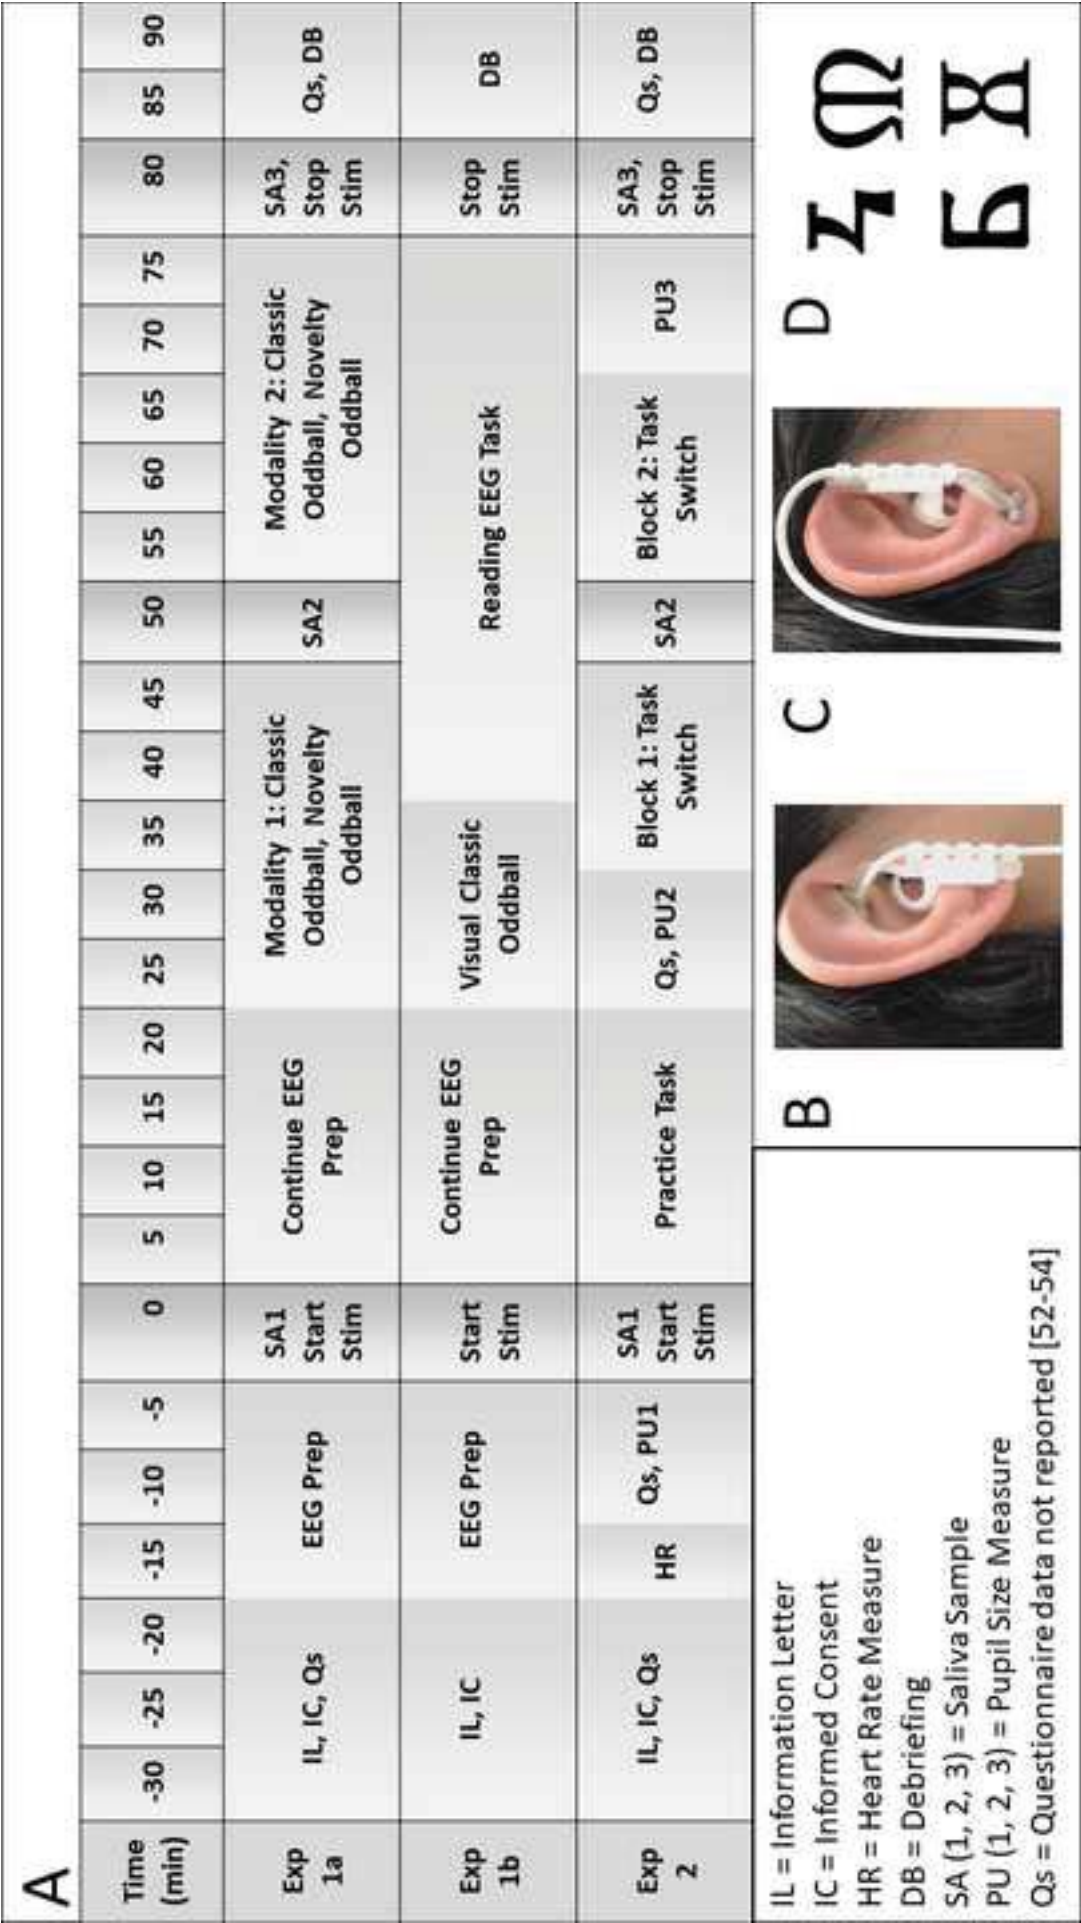 A
Time (min) -30 -25 -20 -15 -10 -5 0 5 10 15 20 25 30 35 40 45 50 55 60 65 70 75 80 85 90
Exp 1a
IL, IC, Qs
EEG Prep
SA1
Start
Stim
Continue EEG
Prep
Modality 1: Classic
Oddball, Novelty
Oddball
SA2
Modality 2: Classic
Oddball, Novelty
Oddball
SA3,
Stop
Stim
Qs, DB
Exp 1b
IL, IC
EEG Prep
Start
Stim
Continue EEG
Prep
Visual Classic
Oddball
Reading EEG Task
Stop
Stim
DB
Exp 2
IL, IC, Qs
HR
Qs, PU1
SA1
Start
Stim
Practice Task
Qs, PU2
Block 1: Task
Switch
SA2
Block 2: Task
Switch
PU3
SA3,
Stop
Stim
Qs, DB
IL = Information Letter
IC = Informed Consent
HR = Heart Rate Measure
DB = Debriefing
SA (1, 2, 3) = Saliva Sample
PU (1, 2, 3) = Pupil Size Measure
Qs = Questionnaire data not reported [52-54]
B
C
D